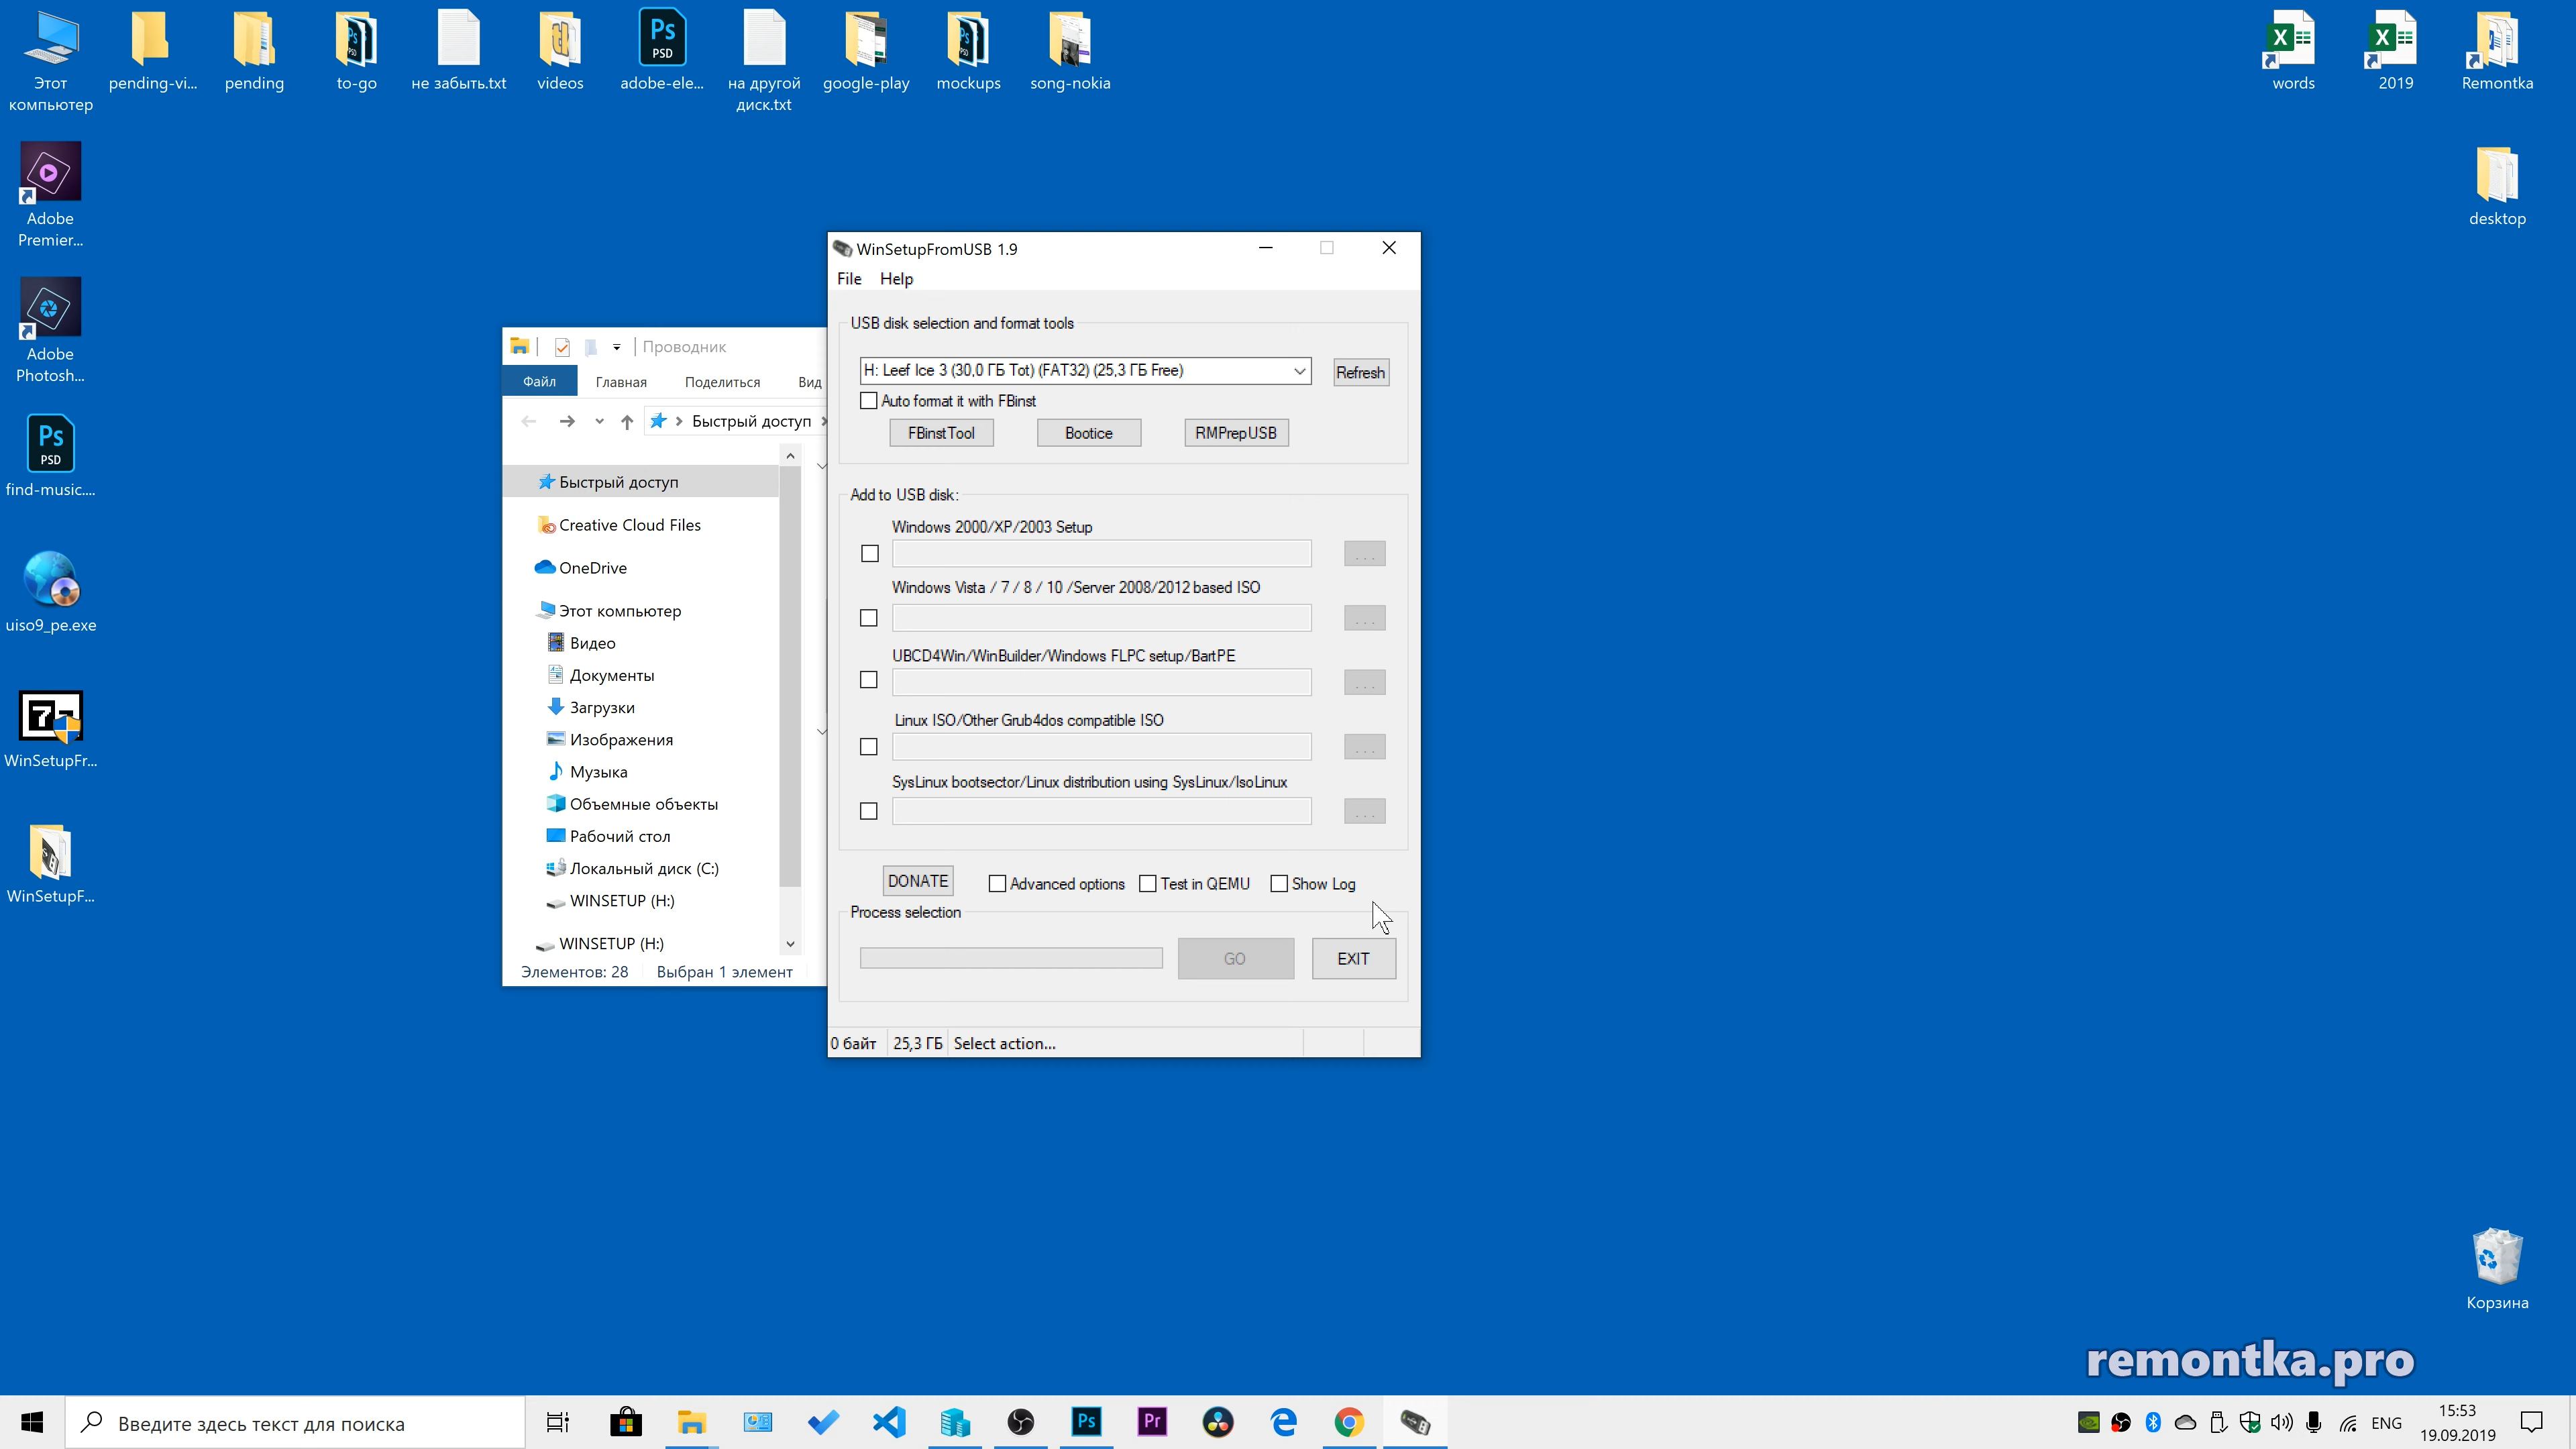 Этот
компьютер
pending-vi...
pending
to-go
не забыть.txt
videos
adobe-ele...
на другой
диск.txt
google-play
mockups
song-nokia
words
2019
Remontka
Adobe
Premier...
desktop
Adobe
Photosh...
Ps
PSD
find-music....
uiso9_pe.exe
WinSetupFr...
WinSetupF...
Проводник
Файл
Главная
Поделиться
Вид
Быстрый доступ
Быстрый доступ
Creative Cloud Files
OneDrive
Этот компьютер
Видео
Документы
Загрузки
Изображения
Музыка
Объемные объекты
Рабочий стол
Локальный диск (C:)
WINSETUP (H:)
WINSETUP (H:)
Элементов: 28
Выбран 1 элемент
WinSetupFromUSB 1.9
File Help
USB disk selection and format tools
H: Leef Ice 3 (30,0 ГБ Tot) (FAT32) (25,3 ГБ Free)
Refresh
Auto format it with FBinst
FBinstTool
Bootice
RMPrepUSB
Add to USB disk:
Windows 2000/XP/2003 Setup
...
Windows Vista / 7 / 8 / 10 /Server 2008/2012 based ISO
...
UBCD4Win/WinBuilder/Windows FLPC setup/BartPE
...
Linux ISO/Other Grub4dos compatible ISO
...
SysLinux bootsector/Linux distribution using SysLinux/IsoLinux
...
DONATE
Advanced options
Test in QEMU
Show Log
Process selection
GO
EXIT
0 байт
25,3 ГБ
Select action...
Корзина
remontka.pro
Введите здесь текст для поиска
Ps
Pr
ENG
15:53
19.09.2019